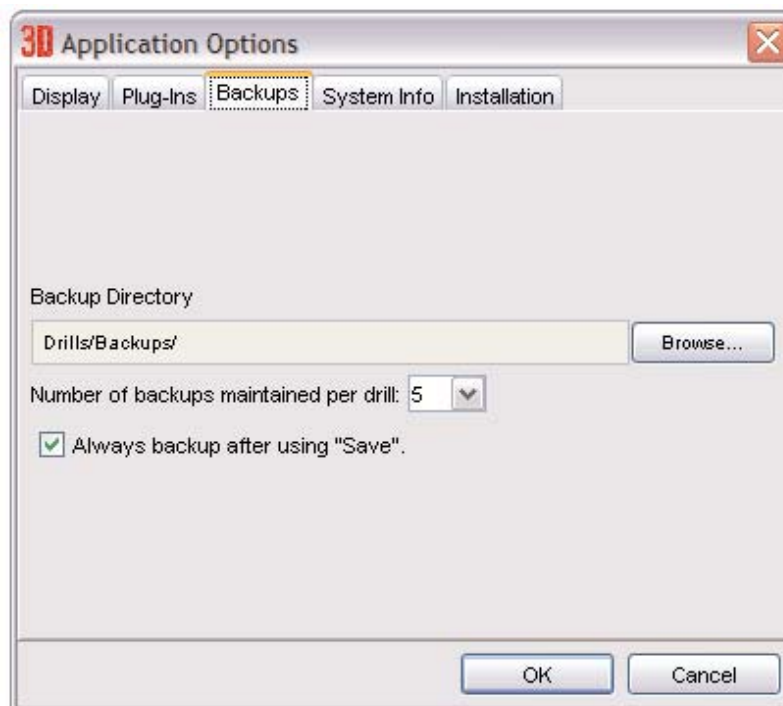 3D Application Options
Display Plug-Ins Backups System Info Installation
Backup Directory
Drills/Backups/ Browse...
Number of backups maintained per drill: 5
Always backup after using "Save".
OK Cancel